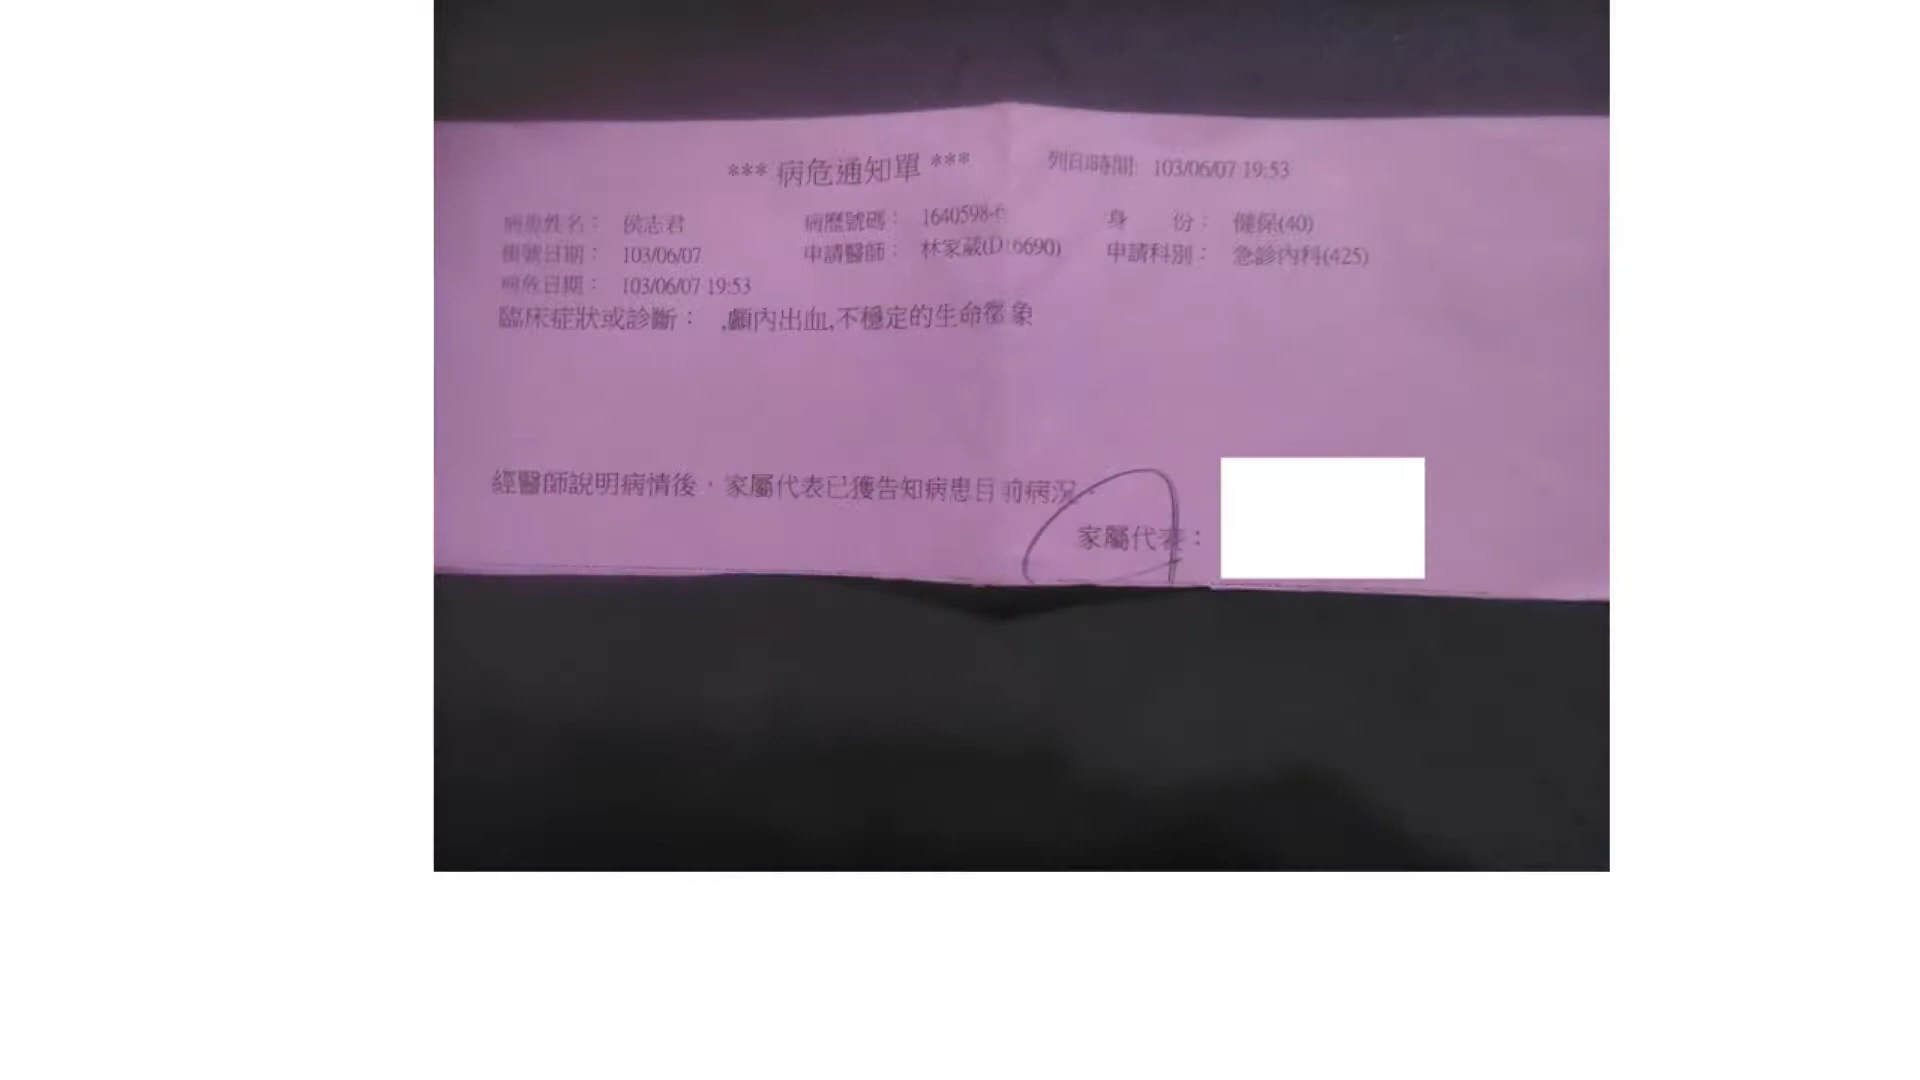 *** 病危通知單 *** 列印時間: 103/06/07 19:53
病患姓名： 侯志君 病歷號碼： 1640598-6 身 份： 健保(40)
掛號日期： 103/06/07 申請醫師： 林家葳(D16690) 申請科別： 急診內科(425)
病危日期： 103/06/07 19:53
臨床症狀或診斷： ,顱內出血,不穩定的生命徵象
經醫師說明病情後，家屬代表已獲告知病患目前病況。
家屬代表：